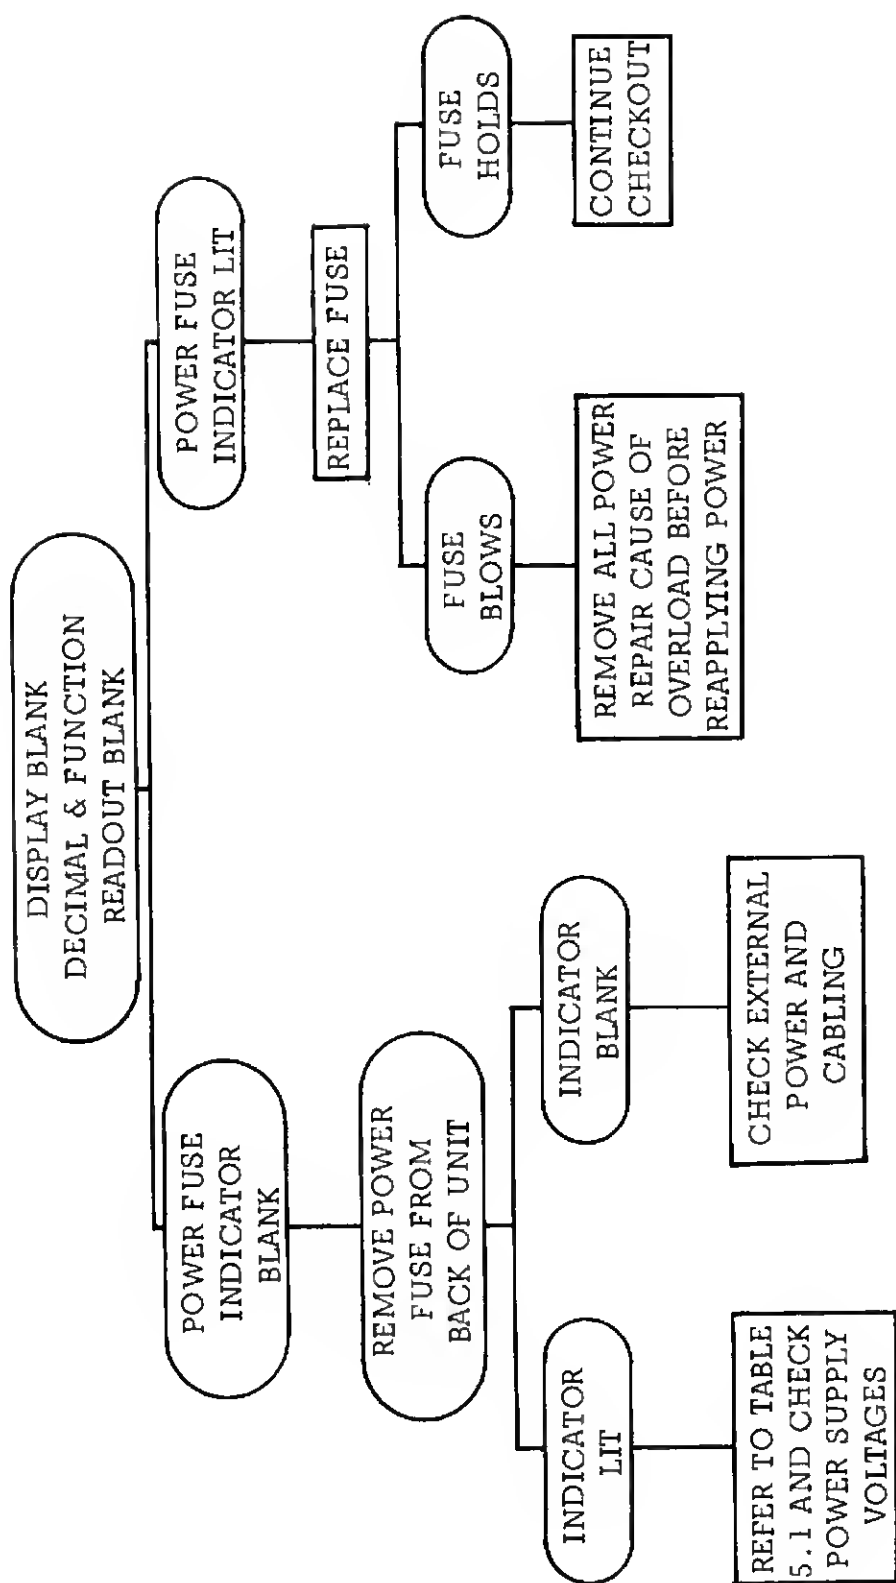 DISPLAY BLANK
DECIMAL & FUNCTION
READOUT BLANK
POWER FUSE
INDICATOR
BLANK
REMOVE POWER
FUSE FROM
BACK OF UNIT
INDICATOR
LIT
REFER TO TABLE
5.1 AND CHECK
POWER SUPPLY
VOLTAGES
INDICATOR
BLANK
CHECK EXTERNAL
POWER AND
CABLING
POWER FUSE
INDICATOR LIT
REPLACE FUSE
FUSE
BLOWS
REMOVE ALL POWER
REPAIR CAUSE OF
OVERLOAD BEFORE
REAPPLYING POWER
FUSE
HOLDS
CONTINUE
CHECKOUT